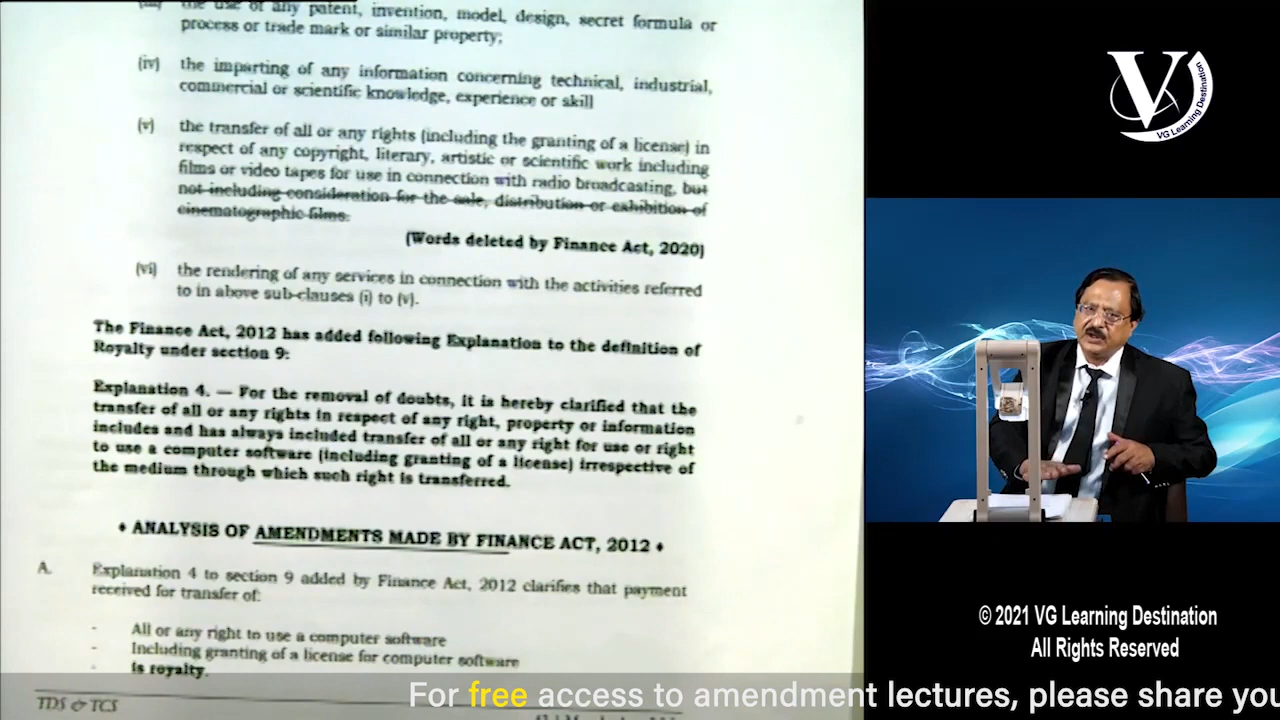 (iii) the use of any patent, invention, model, design, secret formula or
process or trade mark or similar property;
(iv) the imparting of any information concerning technical, industrial,
commercial or scientific knowledge, experience or skill
(v) the transfer of all or any rights (including the granting of a license) in
respect of any copyright, literary, artistic or scientific work including
films or video tapes for use in connection with radio broadcasting, but
not including consideration for the sale, distribution or exhibition of
cinematographic films.
(Words deleted by Finance Act, 2020)
(vi) the rendering of any services in connection with the activities referred
to in above sub-clauses (i) to (v).
The Finance Act, 2012 has added following Explanation to the definition of
Royalty under section 9:
Explanation 4. — For the removal of doubts, it is hereby clarified that the
transfer of all or any rights in respect of any right, property or information
includes and has always included transfer of all or any right for use or right
to use a computer software (including granting of a license) irrespective of
the medium through which such right is transferred.
♦ ANALYSIS OF AMENDMENTS MADE BY FINANCE ACT, 2012 ♦
A. Explanation 4 to section 9 added by Finance Act, 2012 clarifies that payment
received for transfer of:
- All or any right to use a computer software
- Including granting of a license for computer software
- is royalty.
TDS & TCS
V
VG Learning Destination
© 2021 VG Learning Destination
All Rights Reserved
For free access to amendment lectures, please share you